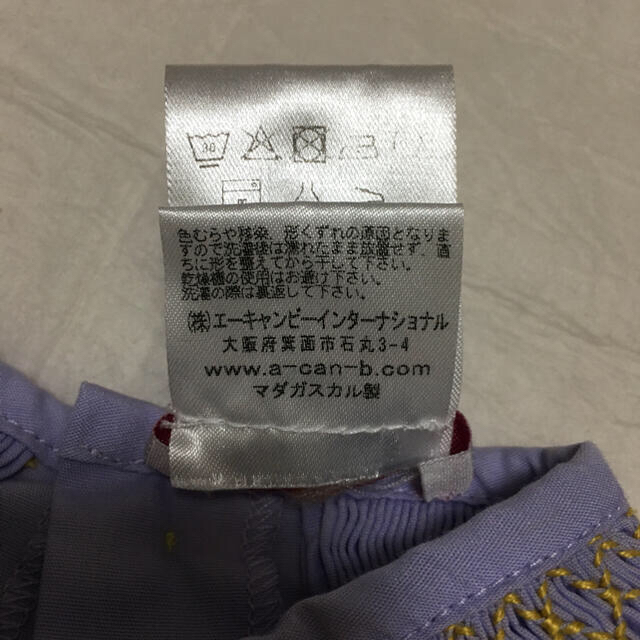 30
色むらや移染、形くずれの原因となりま
すので洗濯後は濡れたまま放置せず、直
ちに形を整えてから干して下さい。
乾燥機の使用はお避け下さい。
洗濯の際は裏返して下さい。
(株)エーキャンビーインターナショナル
大阪府箕面市石丸3-4
www.a-can-b.com
マダガスカル製